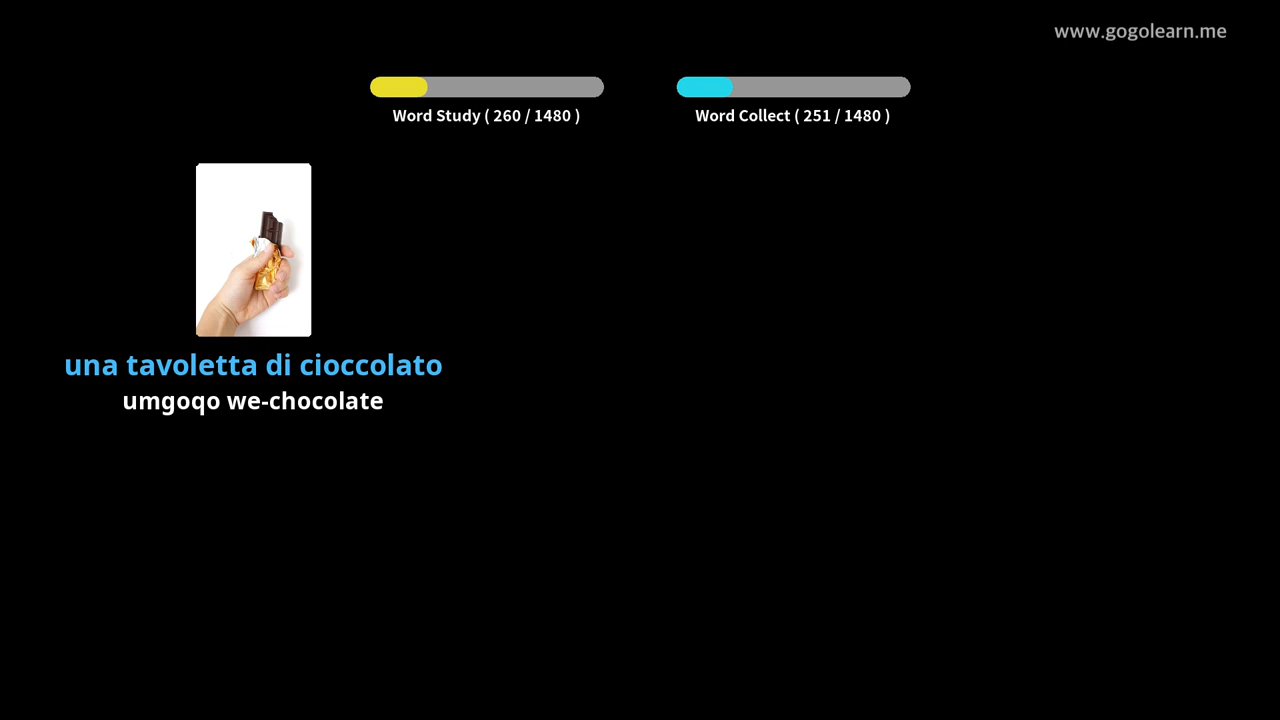 www.gogolearn.me
Word Study ( 260 / 1480 )
Word Collect ( 251 / 1480 )
una tavoletta di cioccolato
umgoqo we-chocolate